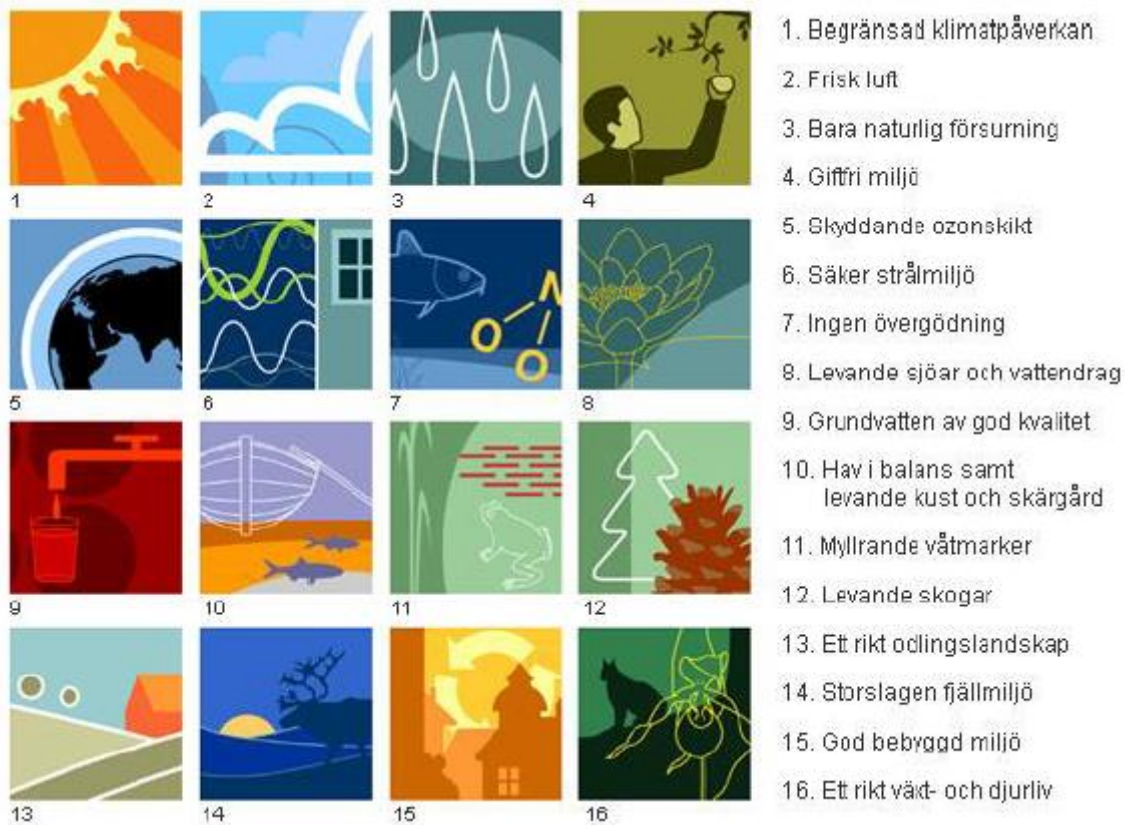 1
2
3
4
N
O
O
5
6
7
8
9
10
11
12
13
14
15
16
1. Begränsad klimatpåverkan
2. Frisk luft
3. Bara naturlig försurning
4. Giftfri miljö
5. Skyddande ozonskikt
6. Säker strålmiljö
7. Ingen övergödning
8. Levande sjöar och vattendrag
9. Grundvatten av god kvalitet
10. Hav i balans samt
levande kust och skärgård
11. Myllrande våtmarker
12. Levande skogar
13. Ett rikt odlingslandskap
14. Storslagen fjällmiljö
15. God bebyggd miljö
16. Ett rikt växt- och djurliv